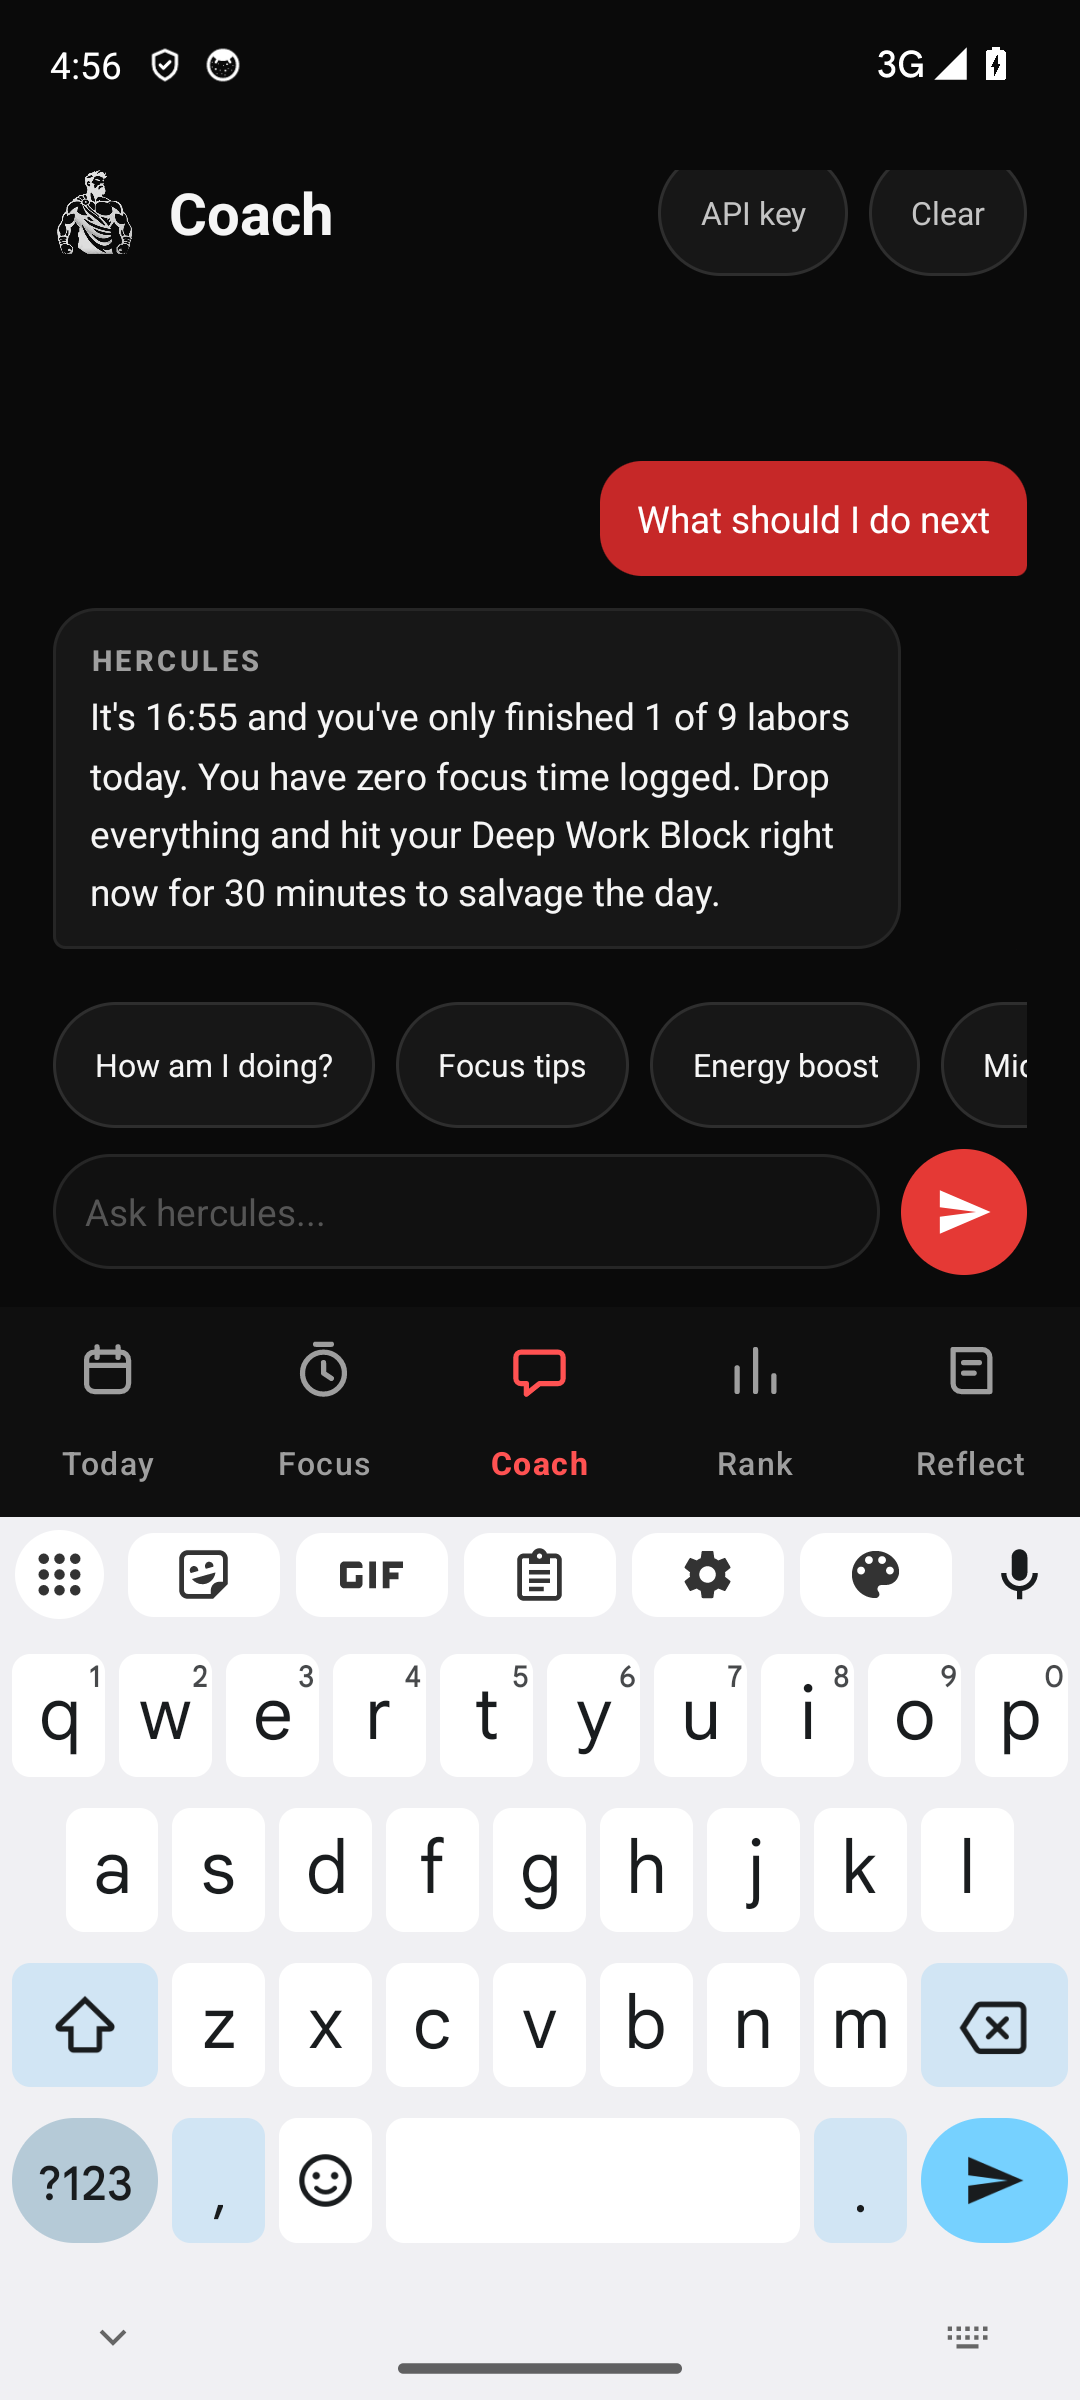 4:56
3G
Coach
API key
Clear
What should I do next
HERCULES
It's 16:55 and you've only finished 1 of 9 labors
today. You have zero focus time logged. Drop
everything and hit your Deep Work Block right
now for 30 minutes to salvage the day.
How am I doing?
Focus tips
Energy boost
Ask hercules...
Today
Focus
Coach
Rank
Reflect
GIF
q 1 w 2 e 3 r 4 t 5 y 6 u 7 i 8 o 9 p 0
a s d f g h j k l
z x c v b n m
?123 , .